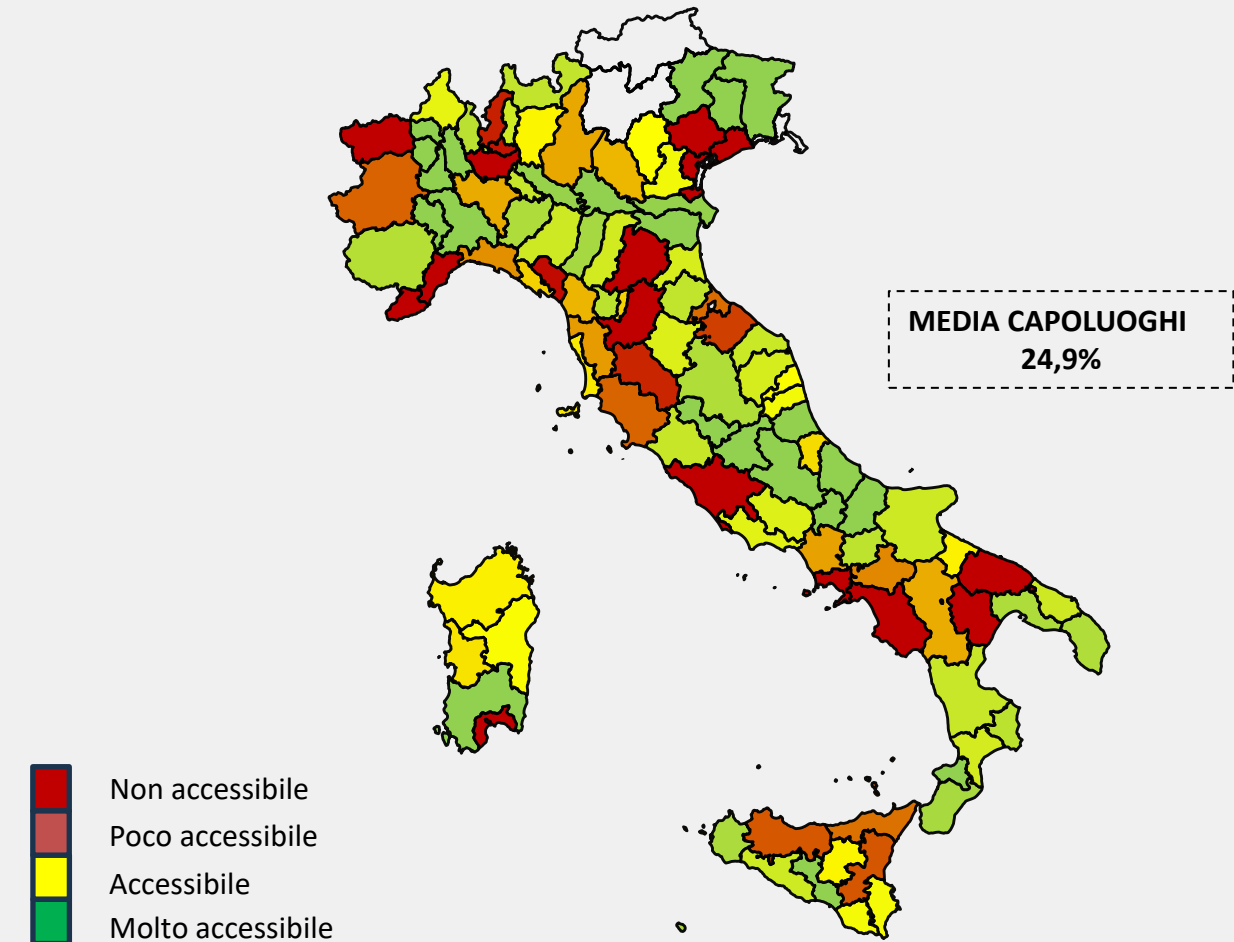 MEDIA CAPOLUOGHI
24,9%
Non accessibile
Poco accessibile
Accessibile
Molto accessibile